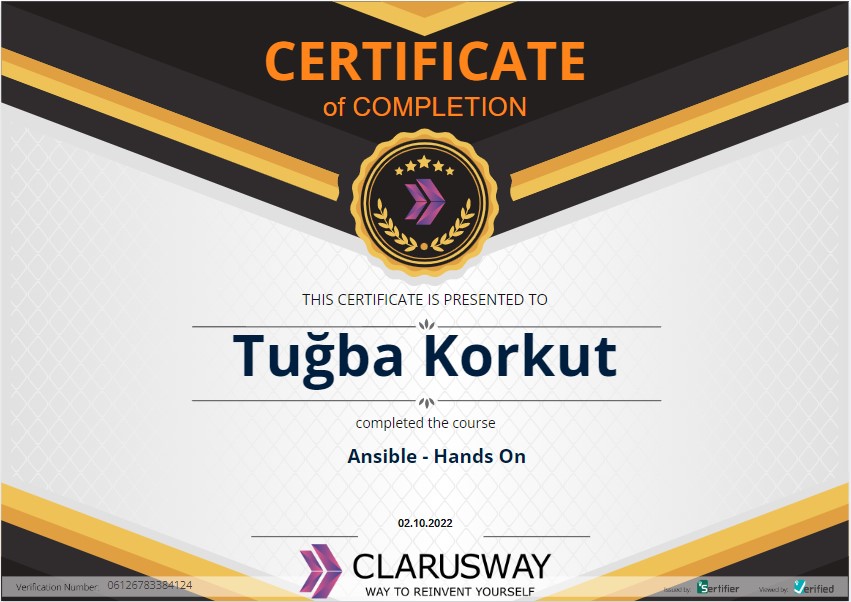 CERTIFICATE
of COMPLETION
THIS CERTIFICATE IS PRESENTED TO
Tuğba Korkut
completed the course
Ansible - Hands On
02.10.2022
CLARUSWAY
WAY TO REINVENT YOURSELF
Verification Number: 06126783384124
Issued by: Sertifier
Viewed by: Verified